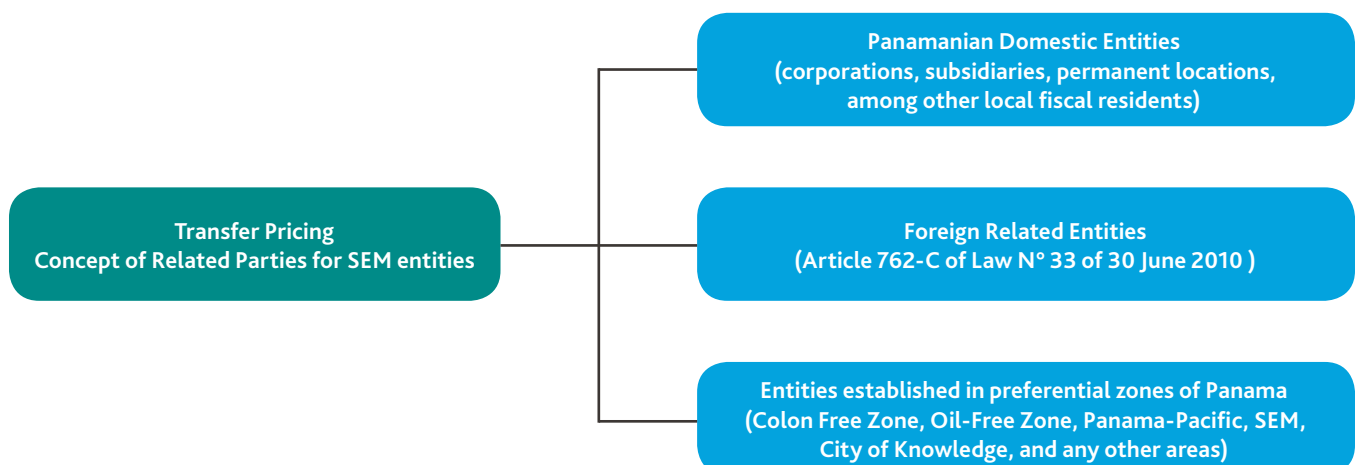 Panamanian Domestic Entities
(corporations, subsidiaries, permanent locations,
among other local fiscal residents)
Transfer Pricing
Concept of Related Parties for SEM entities
Foreign Related Entities
(Article 762-C of Law N° 33 of 30 June 2010 )
Entities established in preferential zones of Panama
(Colon Free Zone, Oil-Free Zone, Panama-Pacific, SEM,
City of Knowledge, and any other areas)